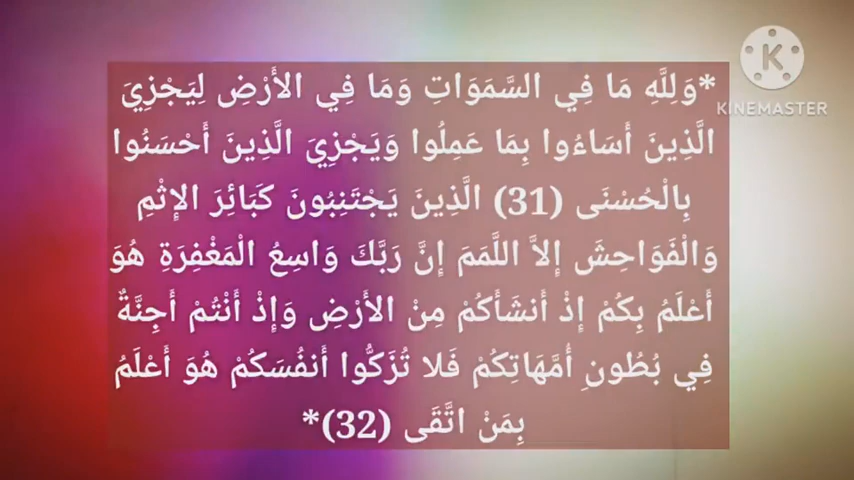 *وَلِلَّهِ مَا فِي السَّمَوَاتِ وَمَا فِي الأَرْضِ لِيَجْزِيَ
الَّذِينَ أَسَاءُوا بِمَا عَمِلُوا وَيَجْزِيَ الَّذِينَ أَحْسَنُوا
بِالْحُسْنَى (31) الَّذِينَ يَجْتَنِبُونَ كَبَائِرَ الإِثْمِ
وَالْفَوَاحِشَ إِلاَّ اللَّمَمَ إِنَّ رَبَّكَ وَاسِعُ الْمَغْفِرَةِ هُوَ
أَعْلَمُ بِكُمْ إِذْ أَنشَأَكُمْ مِنْ الأَرْضِ وَإِذْ أَنْتُمْ أَجِنَّةٌ
فِي بُطُونِ أُمَّهَاتِكُمْ فَلا تُزَكُّوا أَنفُسَكُمْ هُوَ أَعْلَمُ
بِمَنْ اتَّقَى (32)*
K
KINEMASTER